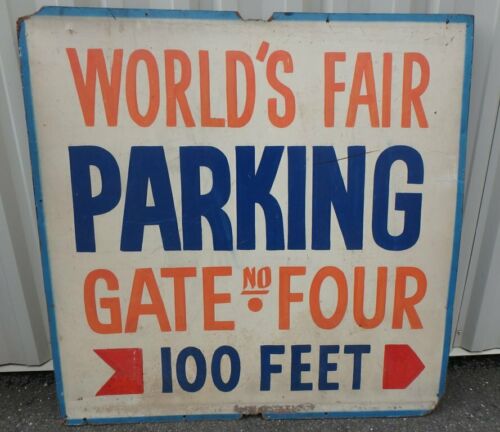 WORLD'S FAIR
PARKING
GATE NO FOUR
100 FEET